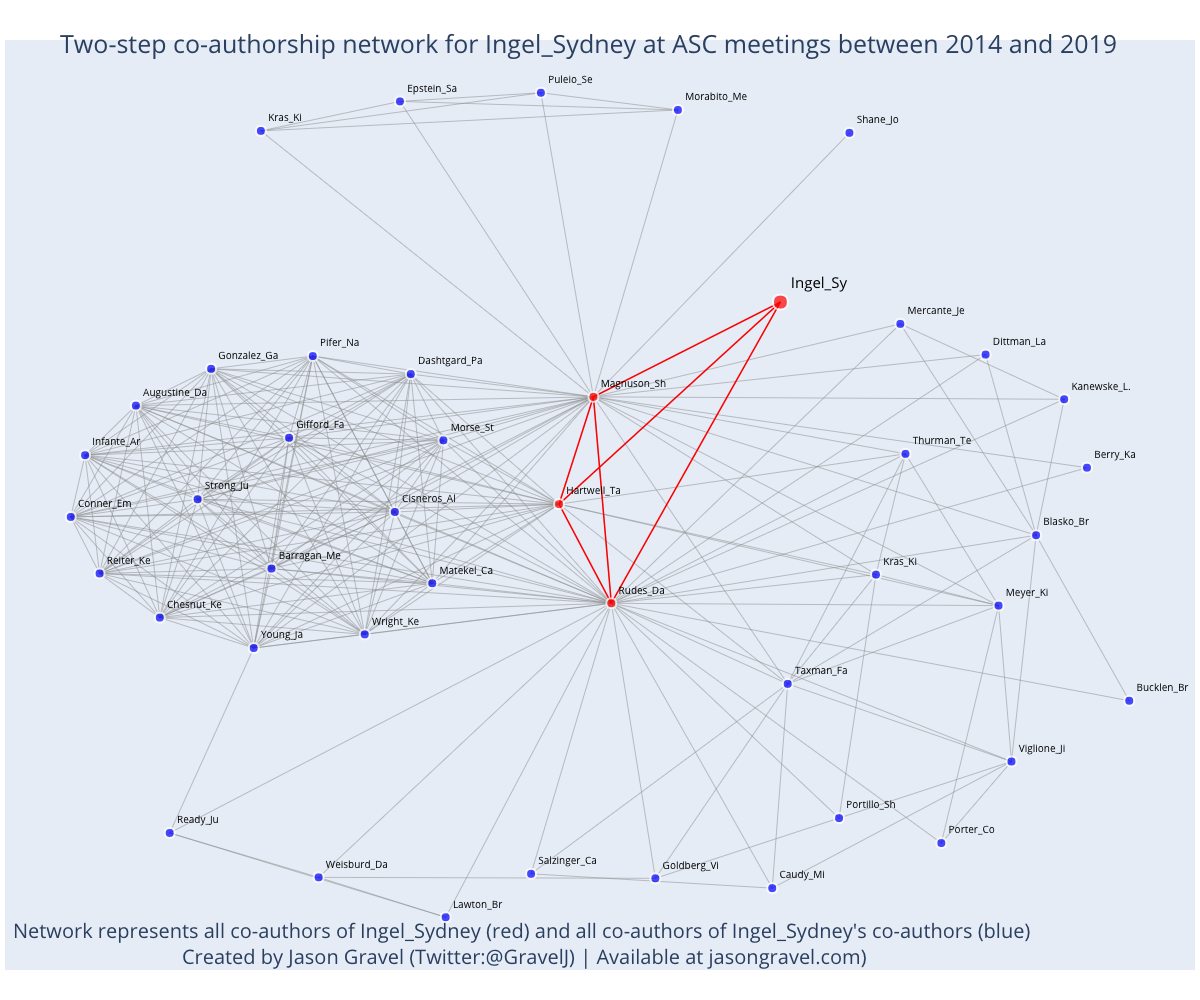 Two-step co-authorship network for Ingel_Sydney at ASC meetings between 2014 and 2019
Puleio_Se
Epstein_Sa
Morabito_Me
Kras_Ki
Shane_Jo
Ingel_Sy
Mercante_Je
Pifer_Na
Dittman_La
Gonzalez_Ga
Dashtgard_Pa
Magnuson_Sh
Kanewske_L.
Augustine_Da
Gifford_Fa
Morse_St
Infante_Ar
Thurman_Te
Berry_Ka
Strong_Ju
Hartwell_Ta
Cisneros_Al
Conner_Em
Blasko_Br
Barragan_Me
Reiter_Ke
Kras_Ki
Matekel_Ca
Rudes_Da
Meyer_Ki
Chesnut_Ke
Wright_Ke
Young_Ja
Taxman_Fa
Bucklen_Br
Viglione_Ji
Portillo_Sh
Ready_Ju
Porter_Co
Salzinger_Ca
Weisburd_Da
Goldberg_Vi
Caudy_Mi
Lawton_Br
Network represents all co-authors of Ingel_Sydney (red) and all co-authors of Ingel_Sydney's co-authors (blue)
Created by Jason Gravel (Twitter:@GravelJ) | Available at jasongravel.com)